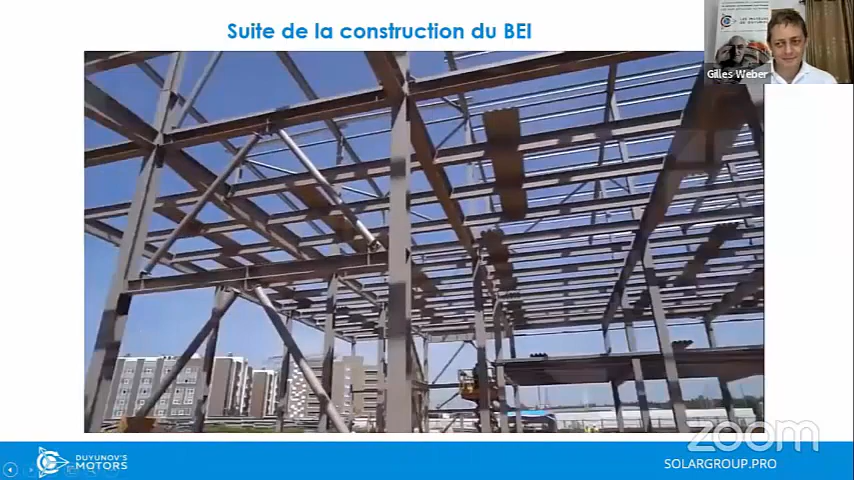 Suite de la construction du BEI
Gilles Weber
zoom
DUYUNOV'S
MOTORS
SOLARGROUP.PRO